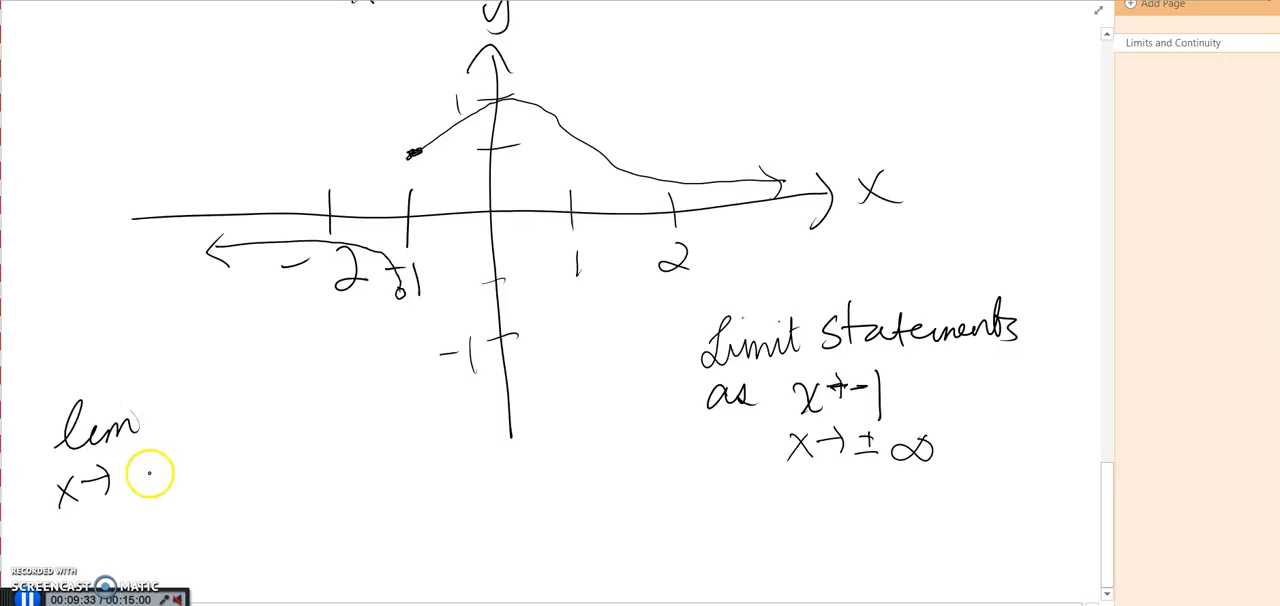 Add Page
y
Limits and Continuity
1
x
-2 -1 1 2
Limit Statements
-1
as x→-1
lim
x→± ∞
x→
RECORDED WITH
SCREENCAST MATIC
00:09:33 / 00:15:00